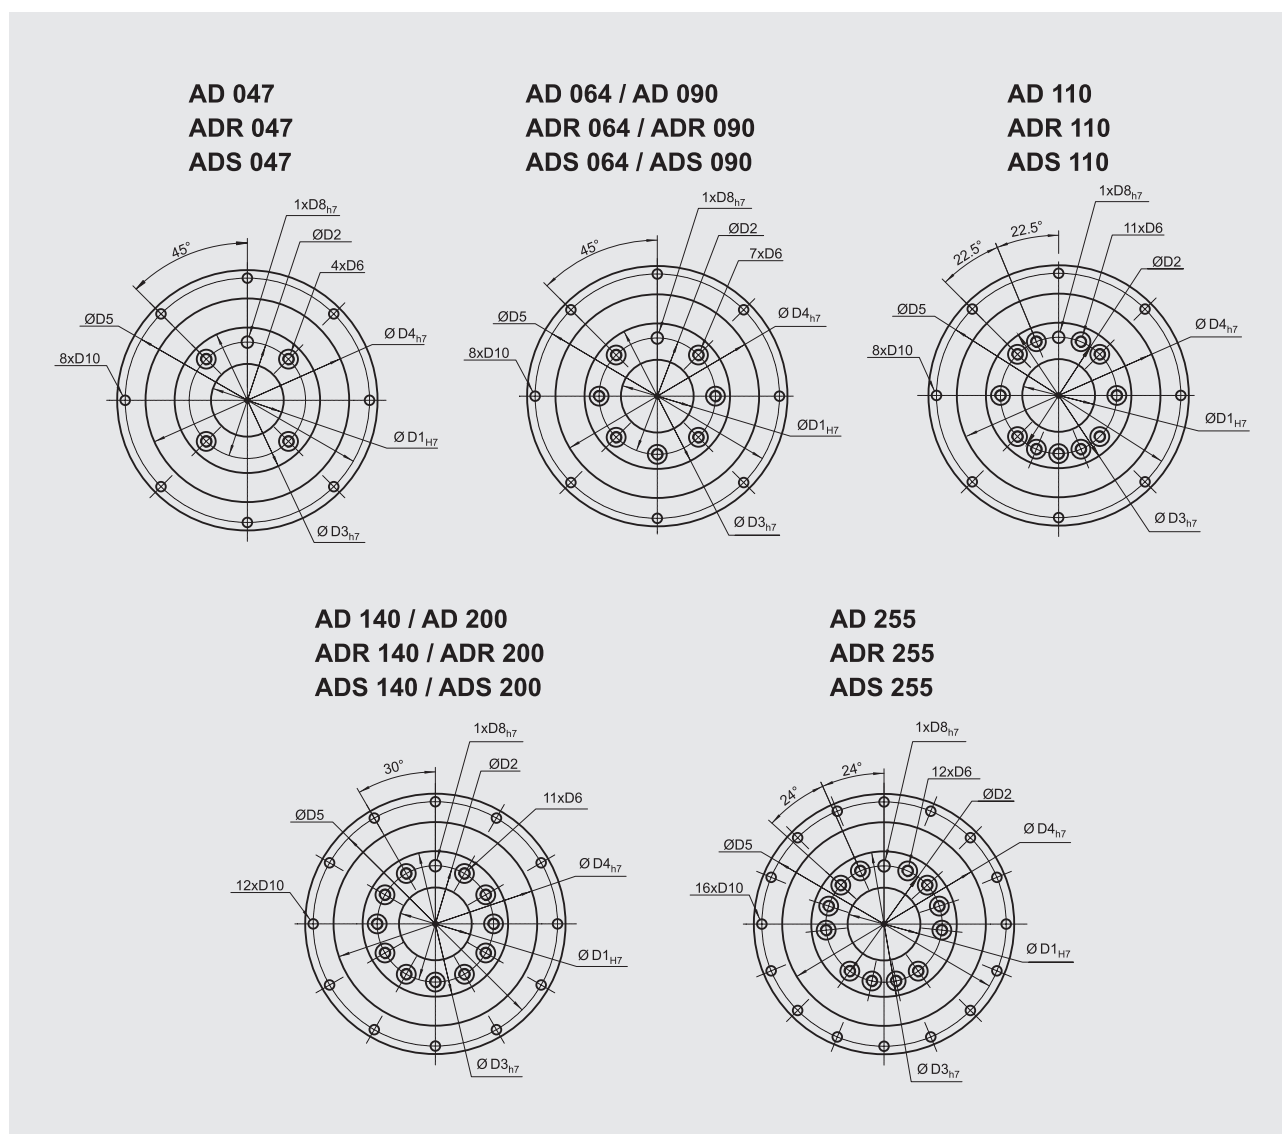 AD 047
ADR 047
ADS 047
1xD8h7
ØD2
4xD6
45°
ØD5
8xD10
Ø D4h7
Ø D1H7
Ø D3h7
AD 064 / AD 090
ADR 064 / ADR 090
ADS 064 / ADS 090
1xD8h7
ØD2
7xD6
45°
ØD5
8xD10
Ø D4h7
ØD1H7
Ø D3h7
AD 110
ADR 110
ADS 110
1xD8h7
22.5°
22.5°
11xD6
ØD2
ØD5
8xD10
Ø D4h7
ØD1H7
Ø D3h7
AD 140 / AD 200
ADR 140 / ADR 200
ADS 140 / ADS 200
1xD8h7
30°
ØD2
11xD6
ØD5
12xD10
Ø D4h7
Ø D1H7
Ø D3h7
AD 255
ADR 255
ADS 255
1xD8h7
24°
24°
12xD6
ØD2
ØD5
16xD10
Ø D4h7
Ø D1H7
Ø D3h7